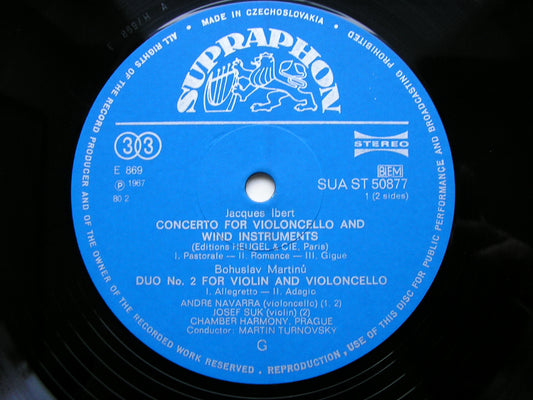 MADE IN CZECHOSLOVAKIA
ALL RIGHTS OF THE RECORD PRODUCER AND OF THE OWNER OF THE RECORDED WORK RESERVED · REPRODUCTION, USE OF THIS DISC FOR PUBLIC PERFORMANCE AND BROADCASTING PROHIBITED
SUPRAPHON
33
STEREO
E 869
BIEM
℗ 1967
SUA ST 50877
80 2
1 (2 sides)
Jacques Ibert
CONCERTO FOR VIOLONCELLO AND
WIND INSTRUMENTS
(Editions HEUGEL & CIE, Paris)
I. Pastorale — II. Romance — III. Gigue
Bohuslav Martinů
DUO No. 2 FOR VIOLIN AND VIOLONCELLO
I. Allegretto — II. Adagio
ANDRE NAVARRA (violoncello) (1. 2)
JOSEF SUK (violin) (2)
CHAMBER HARMONY, PRAGUE
Conductor: MARTIN TURNOVSKÝ
G